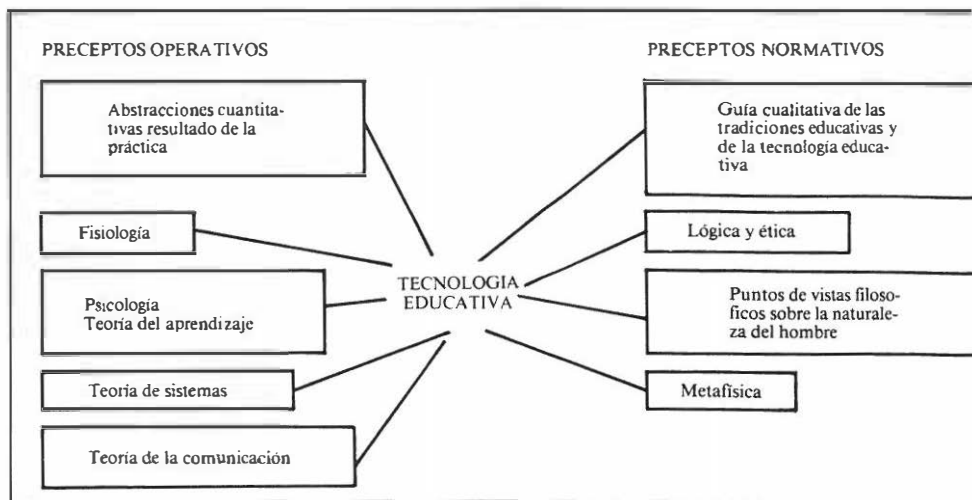 PRECEPTOS OPERATIVOS
Abstracciones cuantita-
tivas resultado de la
práctica
Fisiología
Psicología
Teoría del aprendizaje
Teoría de sistemas
Teoría de la comunicación
TECNOLOGIA
EDUCATIVA
PRECEPTOS NORMATIVOS
Guía cualitativa de las
tradiciones educativas y
de la tecnología educa-
tiva
Lógica y ética
Puntos de vistas filoso-
ficos sobre la naturale-
za del hombre
Metafísica